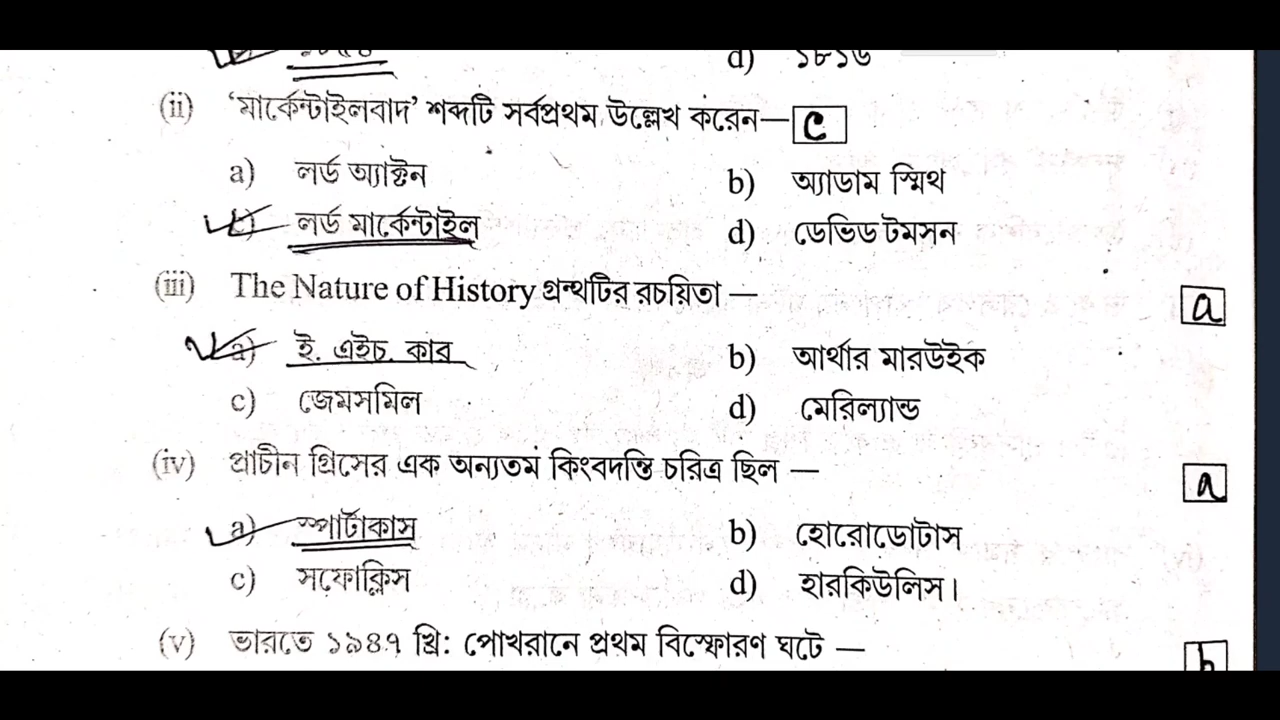 d) ১৮১৬
(ii) ‘মার্কেন্টাইলবাদ’ শব্দটি সর্বপ্রথম উল্লেখ করেন— C
a) লর্ড অ্যাক্টন b) অ্যাডাম স্মিথ
c) লর্ড মার্কেন্টাইল d) ডেভিড টমসন
(iii) The Nature of History গ্রন্থটির রচয়িতা — a
a) ই. এইচ. কার b) আর্থার মারউইক
c) জেমসমিল d) মেরিল্যান্ড
(iv) প্রাচীন গ্রিসের এক অন্যতম কিংবদন্তি চরিত্র ছিল — a
a) স্পার্টাকাস b) হোরোডোটাস
c) সফোক্লিস d) হারকিউলিস।
(v) ভারতে ১৯৪৭ খ্রি: পোখরানে প্রথম বিস্ফোরণ ঘটে — b